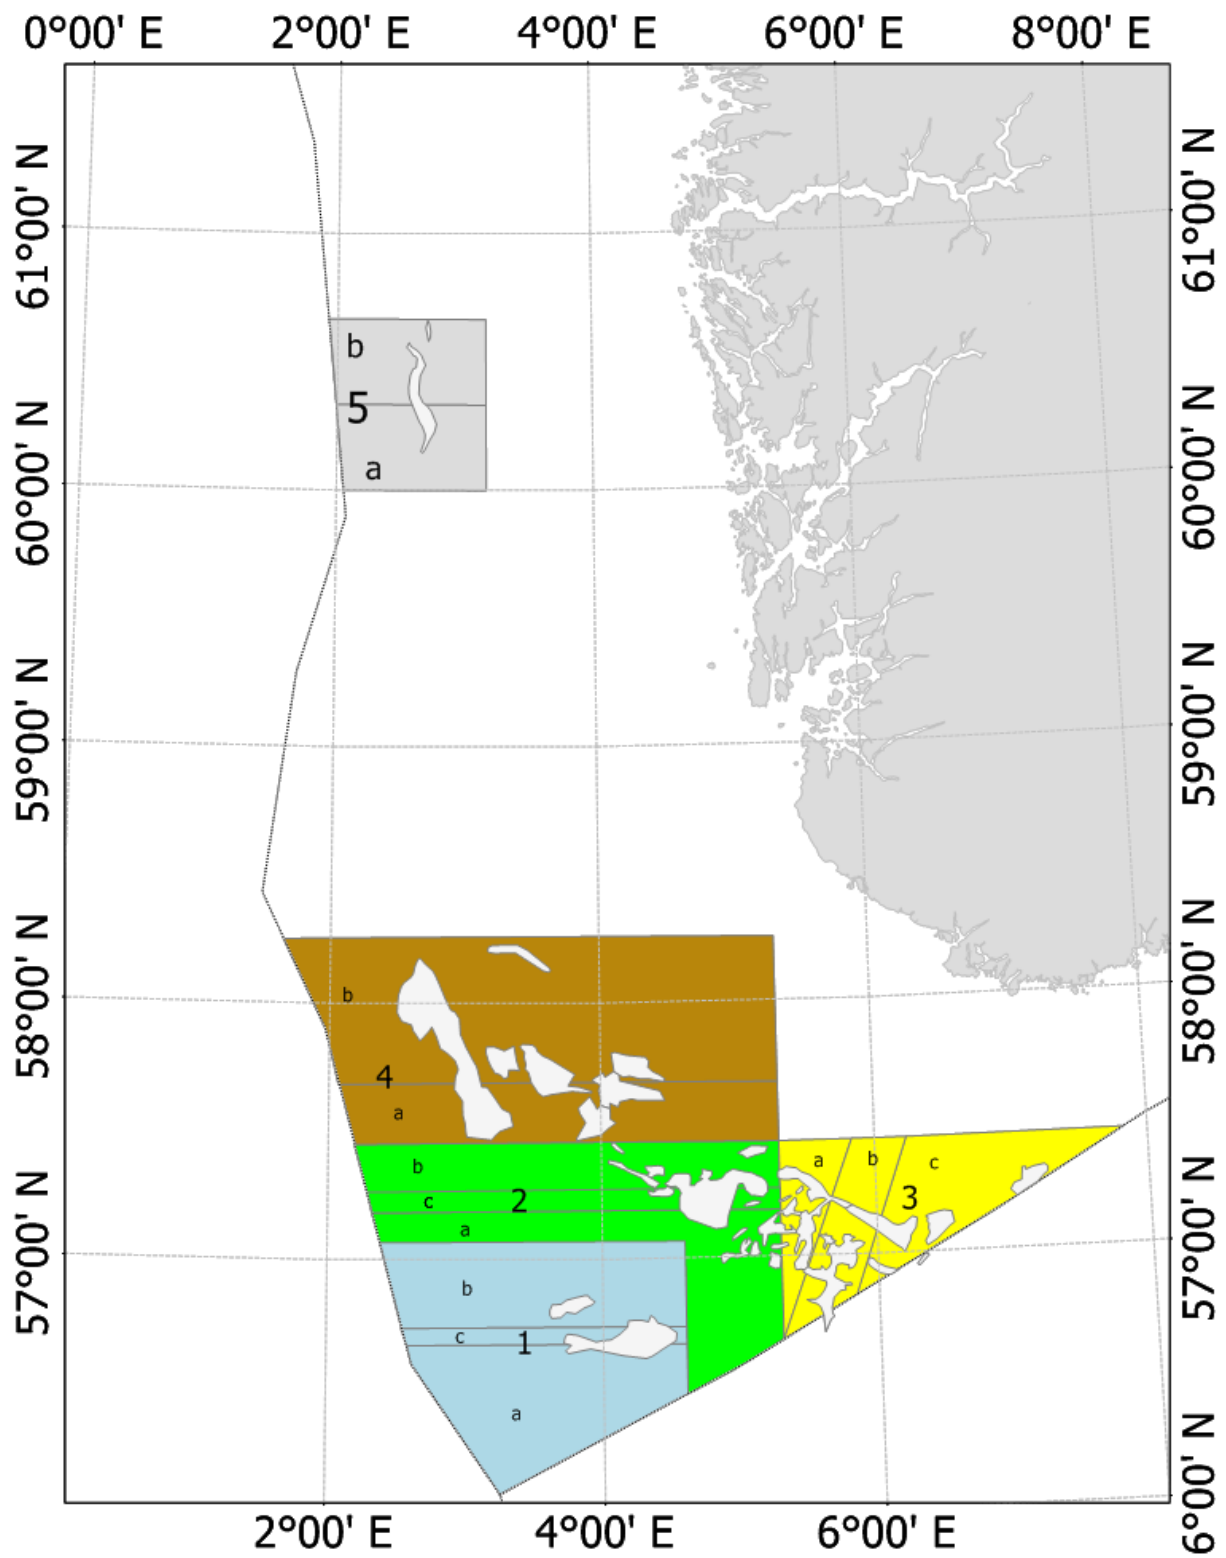 0°00' E 2°00' E 4°00' E 6°00' E 8°00' E
61°00' N 61°00' N
b
5
a
60°00' N 60°00' N
59°00' N 59°00' N
58°00' N 58°00' N
b
4
a
b a b c
c 2 3
a
57°00' N 57°00' N
b
c 1
a
56°00' N
2°00' E 4°00' E 6°00' E